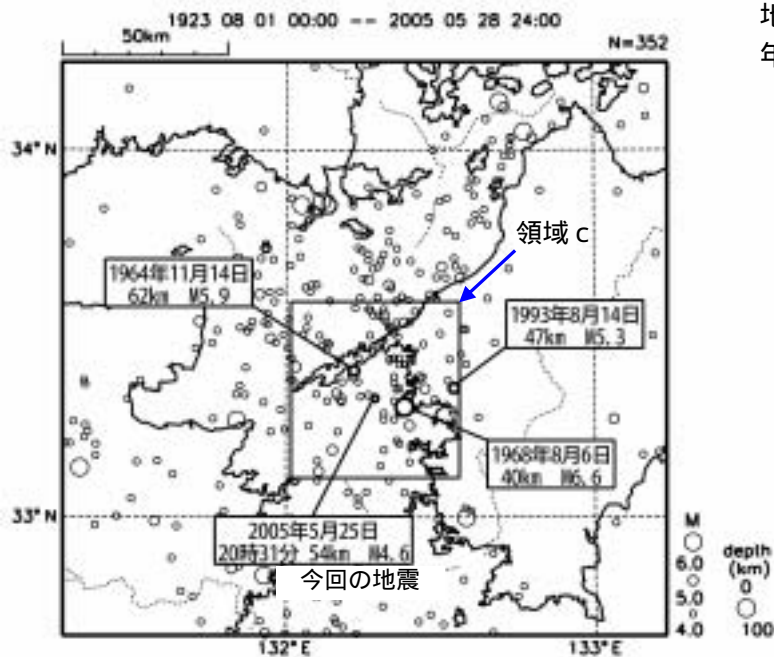 1923 08 01 00:00 -- 2005 05 28 24:00
50km
N=352
地
年
34°N
領域 c
1964年11月14日
62km M5.9
1993年8月14日
47km M5.3
1968年8月6日
40km M6.6
33°N
2005年5月25日
20時31分 54km M4.6
今回の地震
M
6.0
5.0
4.0
depth
(km)
0
100
132°E
133°E